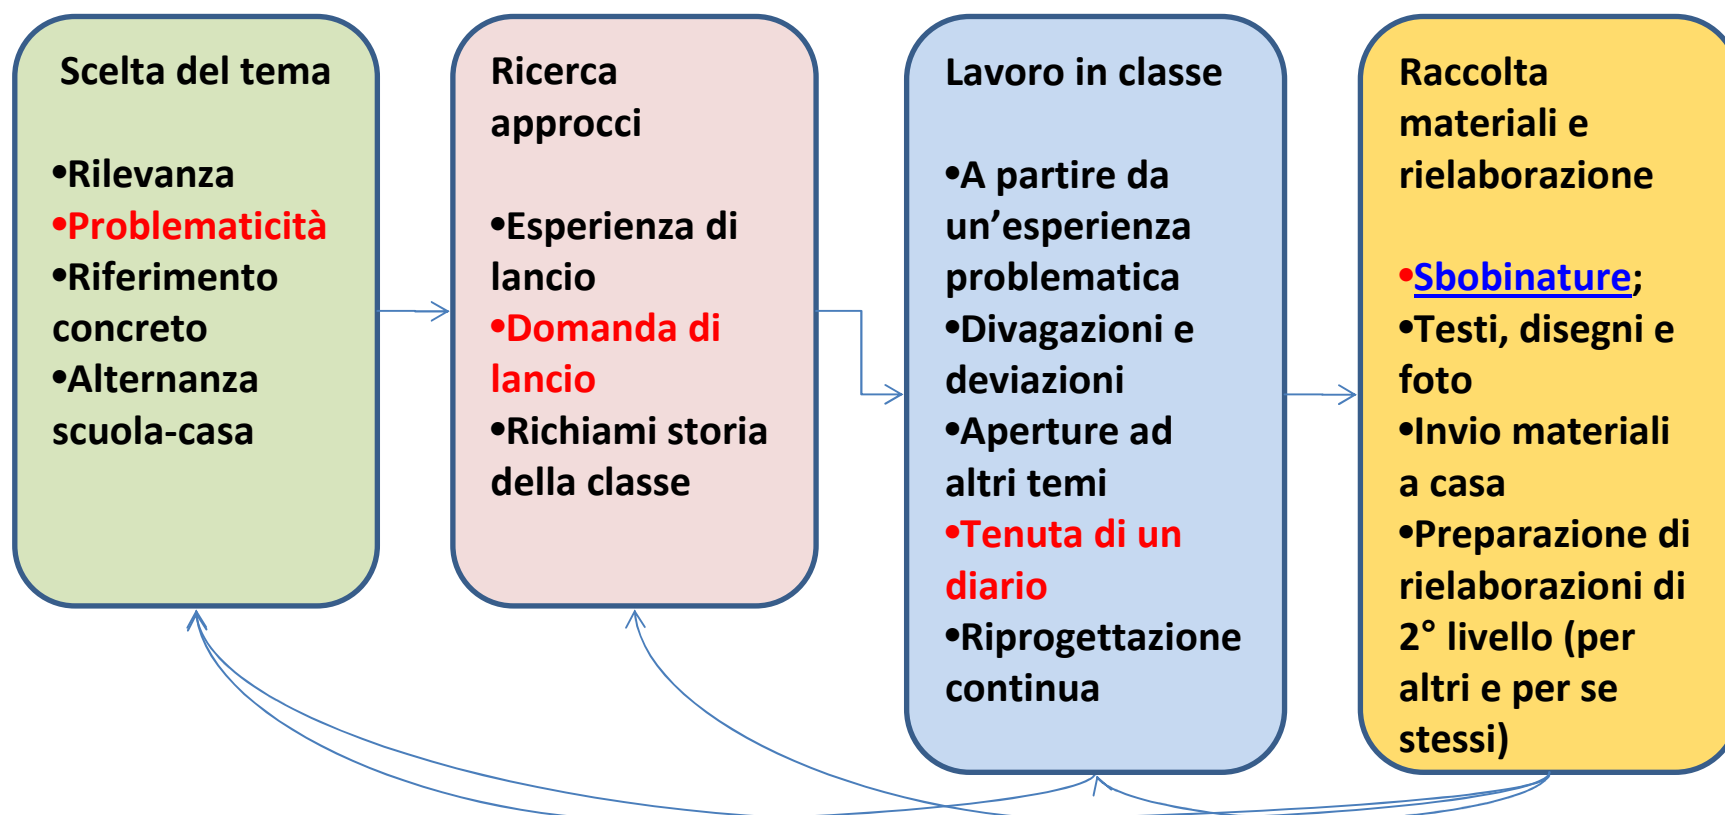 Scelta del tema
•Rilevanza
•Problematicità
•Riferimento
concreto
•Alternanza
scuola-casa
Ricerca
approcci
•Esperienza di
lancio
•Domanda di
lancio
•Richiami storia
della classe
Lavoro in classe
•A partire da
un’esperienza
problematica
•Divagazioni e
deviazioni
•Aperture ad
altri temi
•Tenuta di un
diario
•Riprogettazione
continua
Raccolta
materiali e
rielaborazione
•Sbobinature;
•Testi, disegni e
foto
•Invio materiali
a casa
•Preparazione di
rielaborazioni di
2° livello (per
altri e per se
stessi)